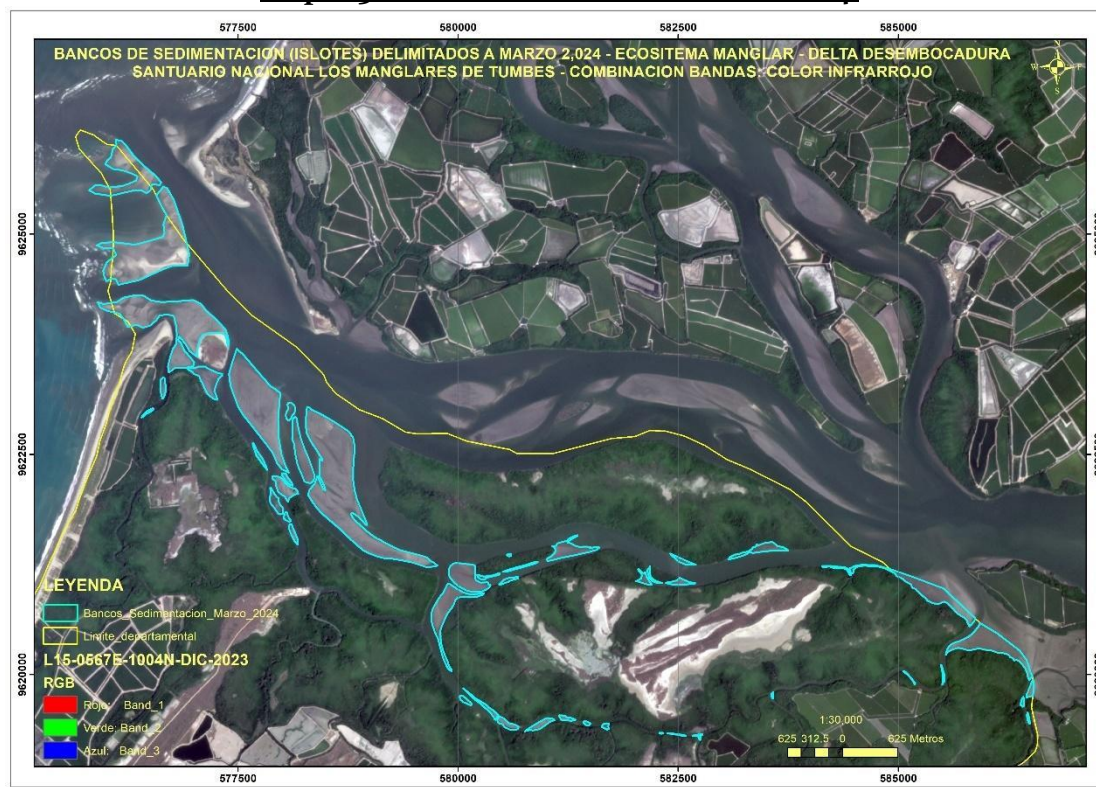 577500 580000 582500 585000
BANCOS DE SEDIMENTACION (ISLOTES) DELIMITADOS A MARZO 2,024 - ECOSITEMA MANGLAR - DELTA DESEMBOCADURA
SANTUARIO NACIONAL LOS MANGLARES DE TUMBES - COMBINACION BANDAS: COLOR INFRARROJO
N
W E
S
9625000
9622500
9620000
LEYENDA
Bancos_Sedimentacion_Marzo_2024
Limite_departamental
L15-0567E-1004N-DIC-2023
RGB
Rojo: Band_1
Verde: Band_2
Azul: Band_3
1:30,000
625 312.5 0 625 Metros
577500 580000 582500 585000